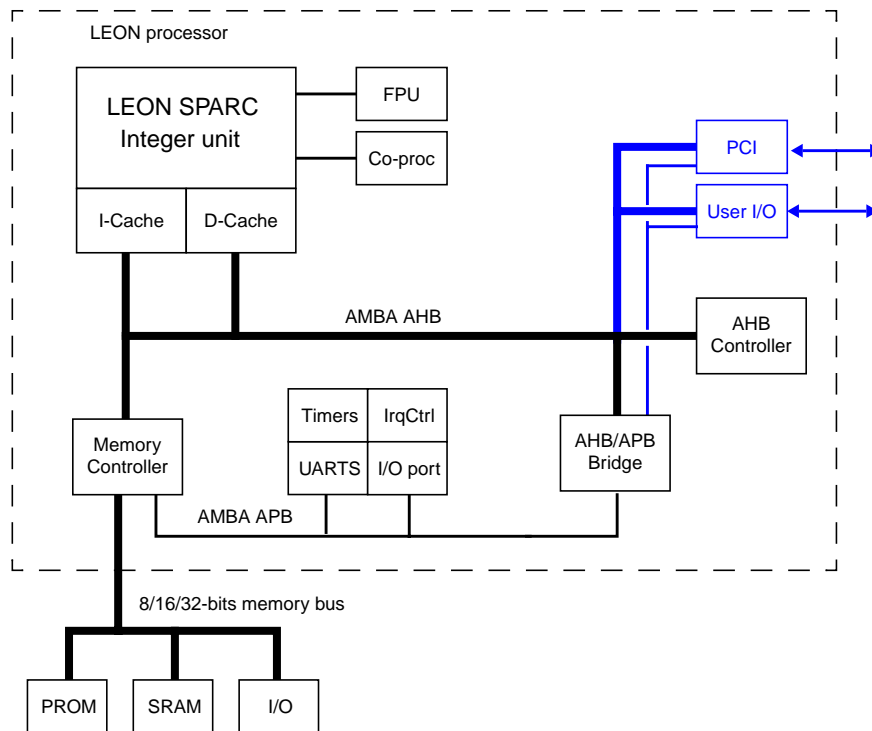 LEON processor
LEON SPARC
Integer unit
FPU
Co-proc
I-Cache
D-Cache
PCI
User I/O
AMBA AHB
AHB
Controller
Timers
IrqCtrl
UARTS
I/O port
Memory
Controller
AHB/APB
Bridge
AMBA APB
8/16/32-bits memory bus
PROM
SRAM
I/O